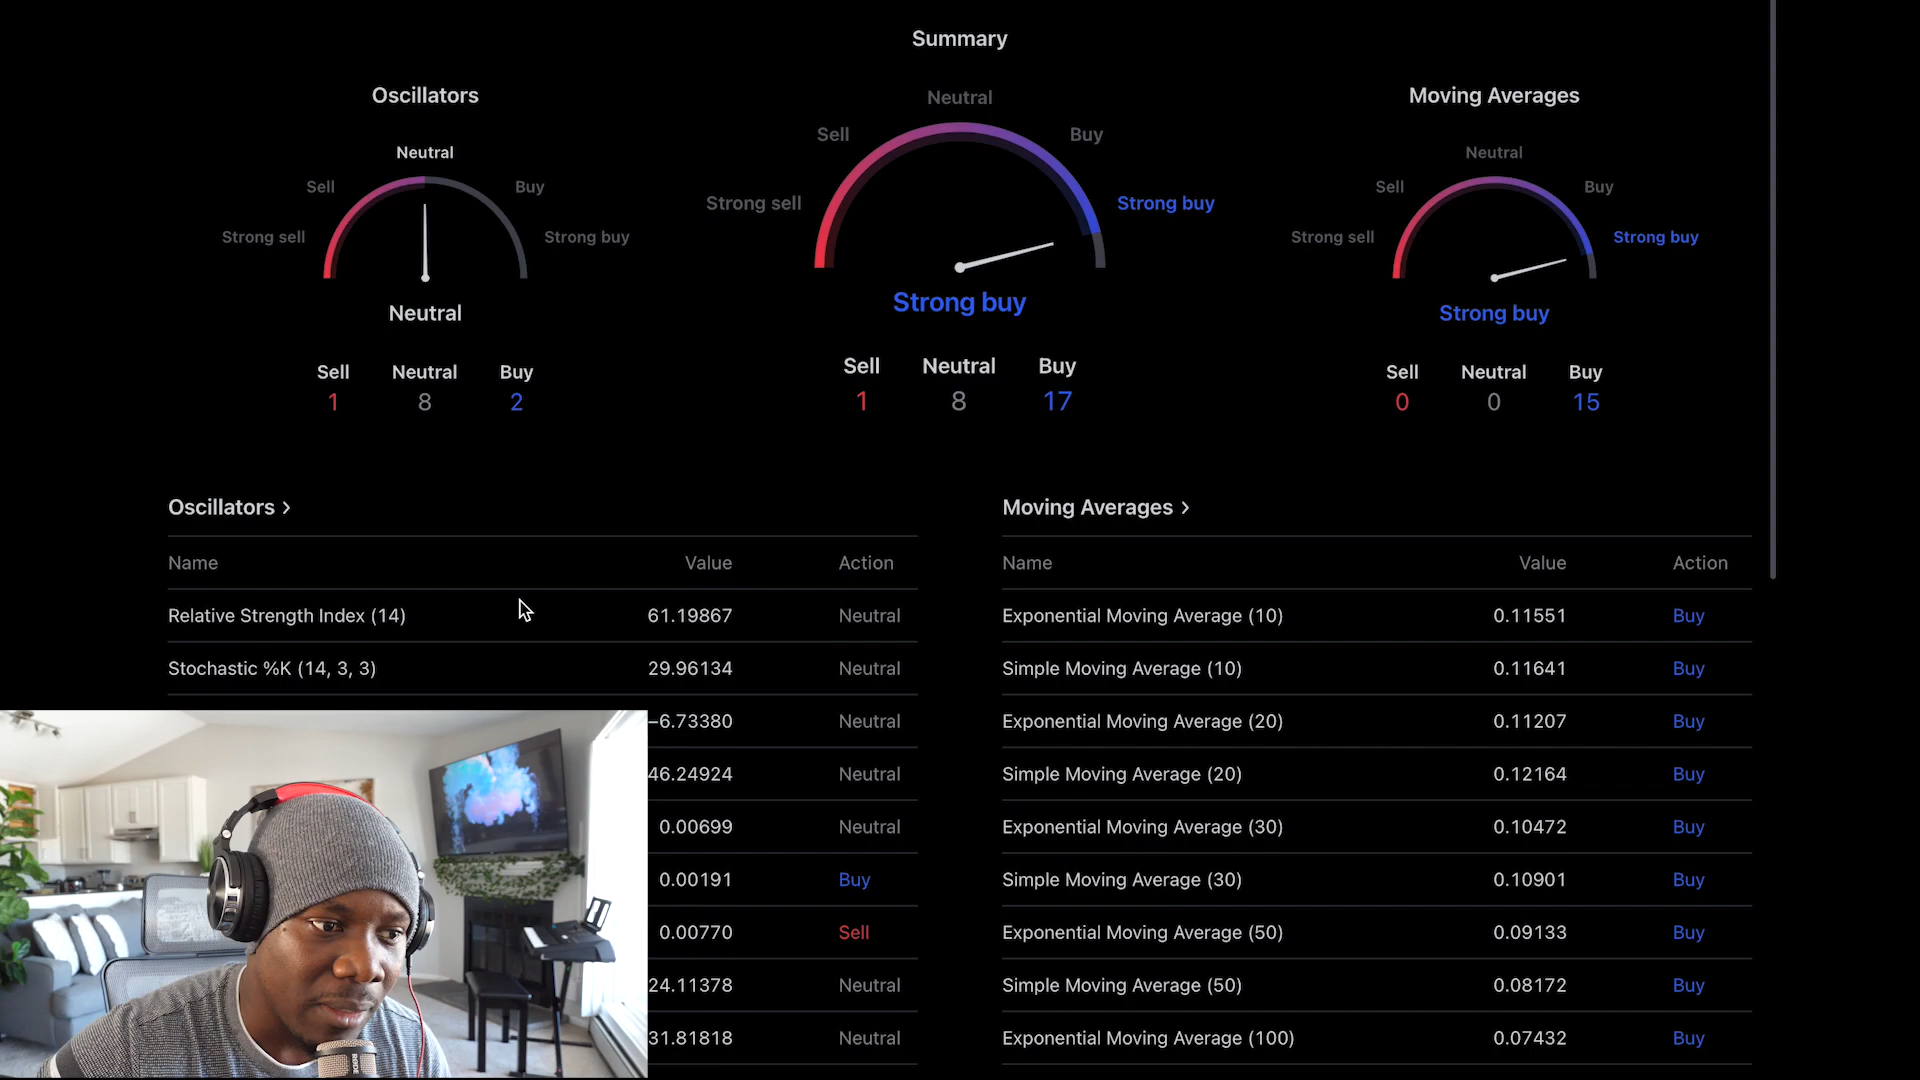 Summary
Oscillators
Moving Averages
Neutral
Sell
Buy
Strong sell
Strong buy
Neutral
Sell Neutral Buy
1 8 2
Neutral
Sell
Buy
Strong sell
Strong buy
Strong buy
Sell Neutral Buy
1 8 17
Neutral
Sell
Buy
Strong sell
Strong buy
Strong buy
Sell Neutral Buy
0 0 15
Oscillators >
Name Value Action
Relative Strength Index (14) 61.19867 Neutral
Stochastic %K (14, 3, 3) 29.96134 Neutral
−6.73380 Neutral
46.24924 Neutral
0.00699 Neutral
0.00191 Buy
0.00770 Sell
24.11378 Neutral
31.81818 Neutral
Moving Averages >
Name Value Action
Exponential Moving Average (10) 0.11551 Buy
Simple Moving Average (10) 0.11641 Buy
Exponential Moving Average (20) 0.11207 Buy
Simple Moving Average (20) 0.12164 Buy
Exponential Moving Average (30) 0.10472 Buy
Simple Moving Average (30) 0.10901 Buy
Exponential Moving Average (50) 0.09133 Buy
Simple Moving Average (50) 0.08172 Buy
Exponential Moving Average (100) 0.07432 Buy
RODE